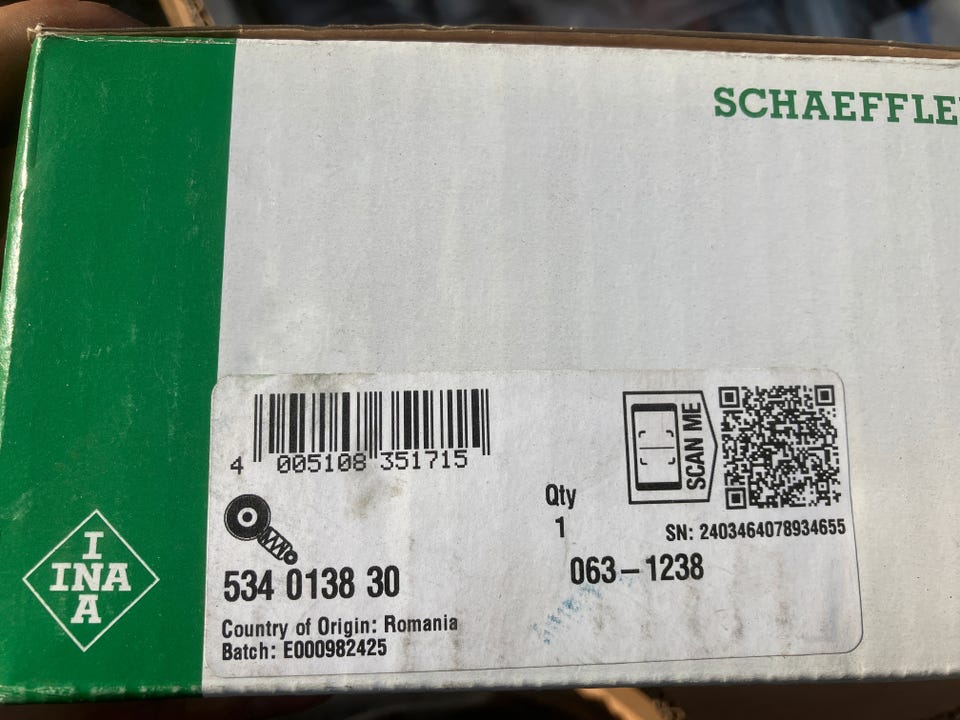 SCHAEFFLE
4 005108 351715
SCAN ME
Qty
1
SN: 2403464078934655
534 0138 30
063-1238
Country of Origin: Romania
Batch: E000982425
I
INA
A